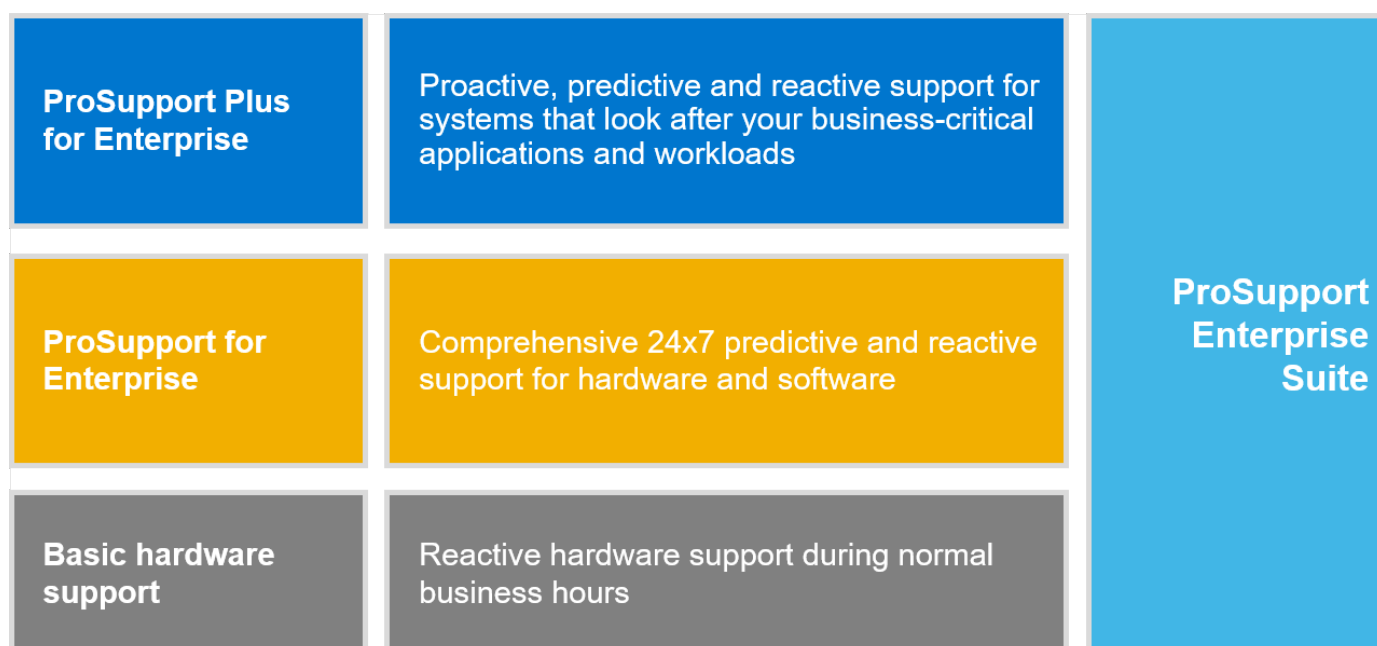 ProSupport Plus
for Enterprise
Proactive, predictive and reactive support for
systems that look after your business-critical
applications and workloads
ProSupport for
Enterprise
Comprehensive 24x7 predictive and reactive
support for hardware and software
Basic hardware
support
Reactive hardware support during normal
business hours
ProSupport
Enterprise
Suite